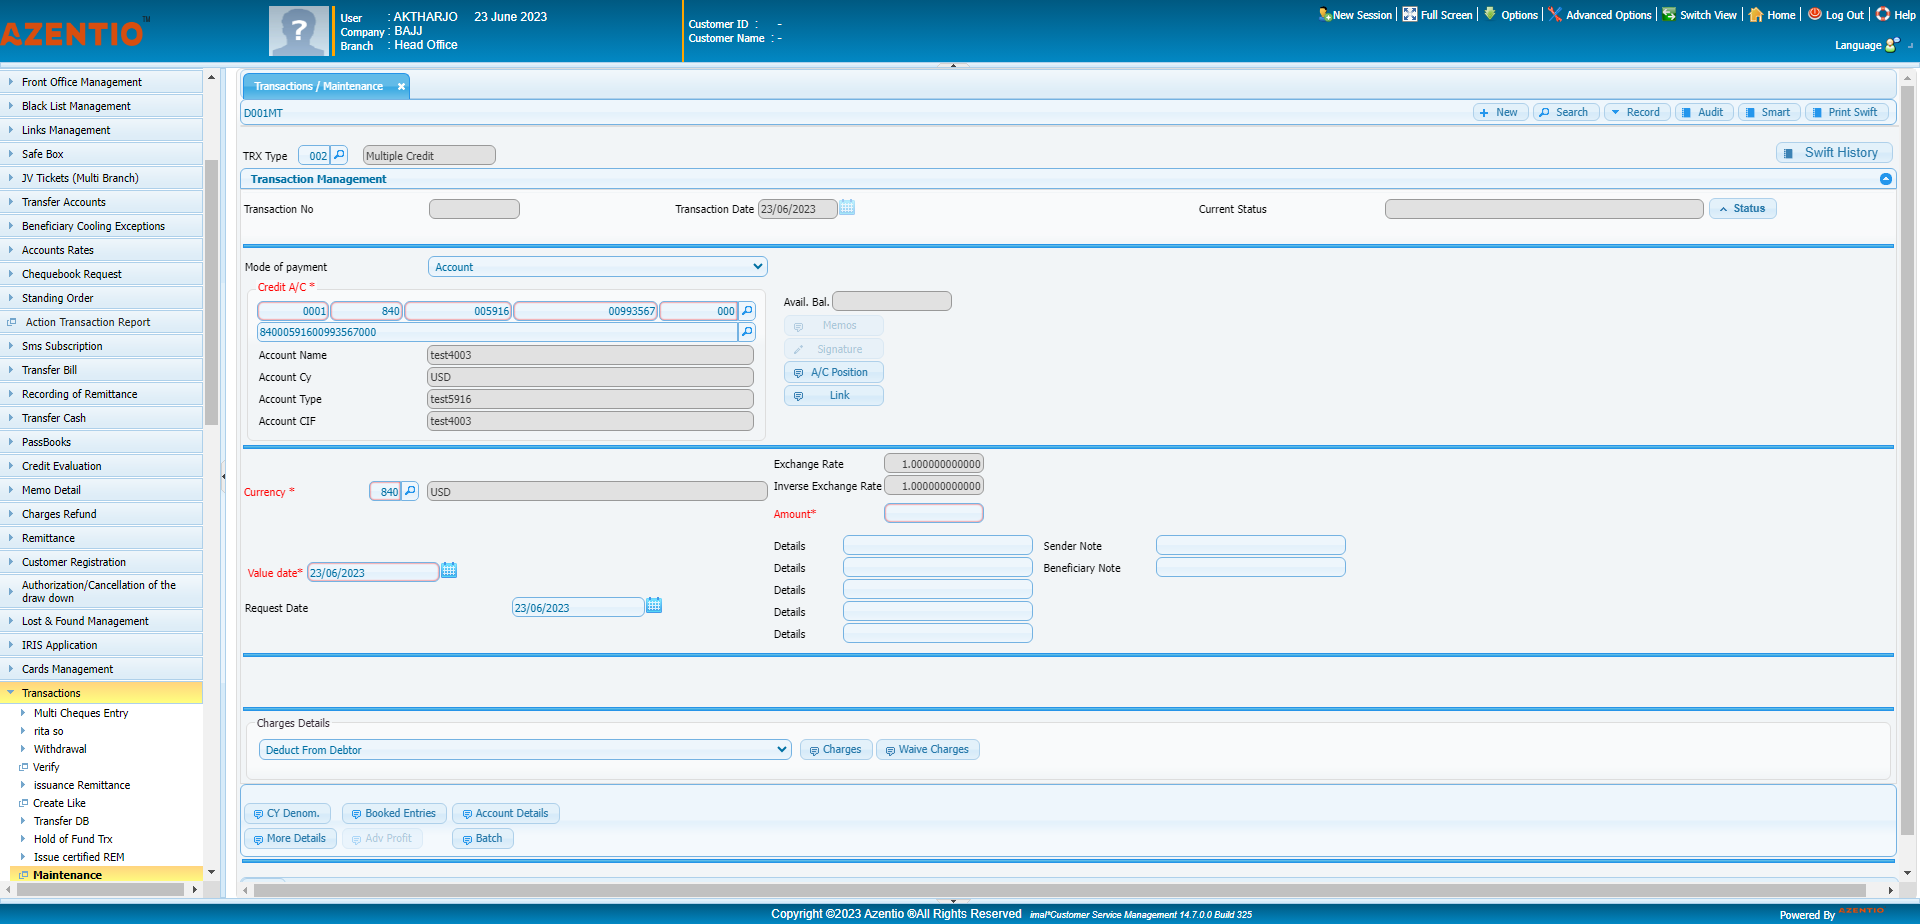 AZENTIO™
User : AKTHARJO 23 June 2023
Company : BAJJ
Branch : Head Office
Customer ID : -
Customer Name : -
New Session Full Screen Options Advanced Options Switch View Home Log Out Help
Language
Front Office Management
Black List Management
Links Management
Safe Box
JV Tickets (Multi Branch)
Transfer Accounts
Beneficiary Cooling Exceptions
Accounts Rates
Chequebook Request
Standing Order
Action Transaction Report
Sms Subscription
Transfer Bill
Recording of Remittance
Transfer Cash
PassBooks
Credit Evaluation
Memo Detail
Charges Refund
Remittance
Customer Registration
Authorization/Cancellation of the
draw down
Lost & Found Management
IRIS Application
Cards Management
Transactions
Multi Cheques Entry
rita so
Withdrawal
Verify
issuance Remittance
Create Like
Transfer DB
Hold of Fund Trx
Issue certified REM
Maintenance
Transactions / Maintenance
D001MT
New Search Record Audit Smart Print Swift
TRX Type 002 Multiple Credit
Swift History
Transaction Management
Transaction No Transaction Date 23/06/2023 Current Status Status
Mode of payment Account
Credit A/C *
0001 840 005916 00993567 000
84000591600993567000
Account Name test4003
Account Cy USD
Account Type test5916
Account CIF test4003
Avail. Bal.
Memos
Signature
A/C Position
Link
Exchange Rate 1.000000000000
Inverse Exchange Rate 1.000000000000
Currency * 840 USD
Amount*
Details Sender Note
Details Beneficiary Note
Details
Details
Details
Value date* 23/06/2023
Request Date 23/06/2023
Charges Details
Deduct From Debtor Charges Waive Charges
CY Denom. Booked Entries Account Details
More Details Adv Profit Batch
Copyright ©2023 Azentio ®All Rights Reserved imal*Customer Service Management 14.7.0.0 Build 325
Powered By AZENTIO